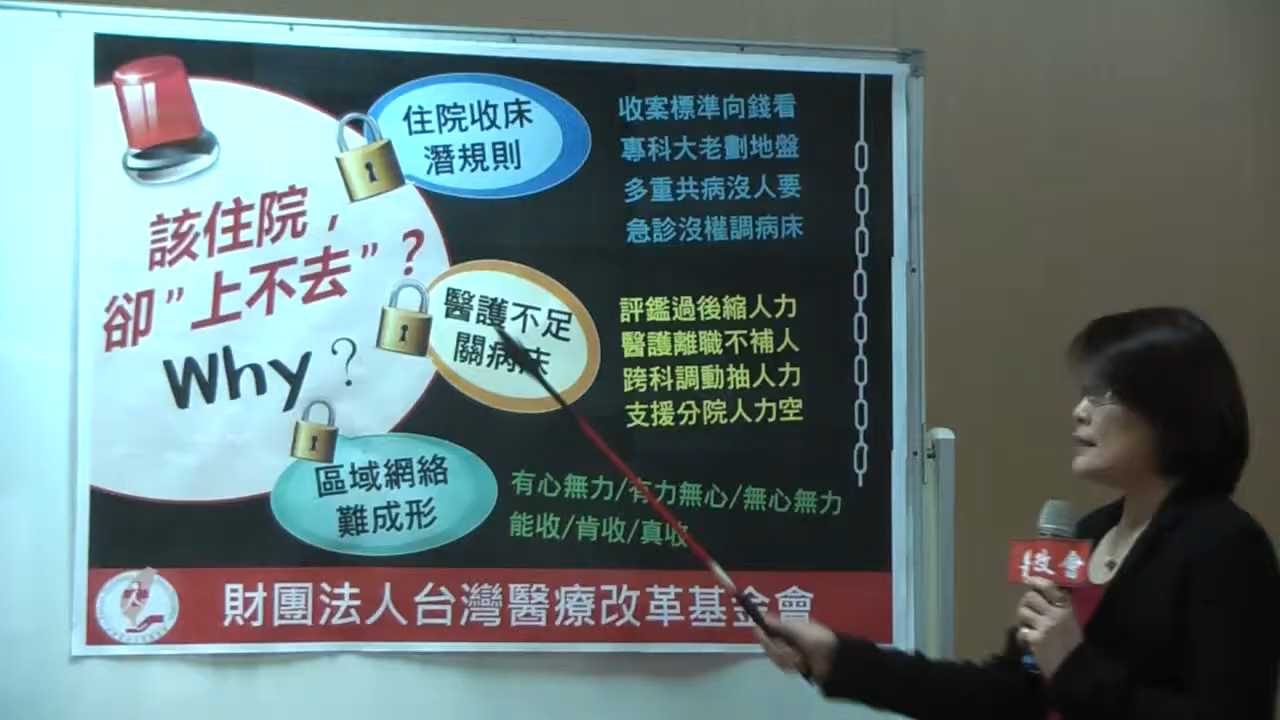 住院收床
潛規則
收案標準向錢看
專科大老劃地盤
多重共病沒人要
急診沒權調病床
該住院，
卻”上不去”？
Why？
醫護不足
關病床
評鑑過後縮人力
醫護離職不補人
跨科調動抽人力
支援分院人力空
區域網絡
難成形
有心無力/有力無心/無心無力
能收/肯收/真收
財團法人台灣醫療改革基金會
改會